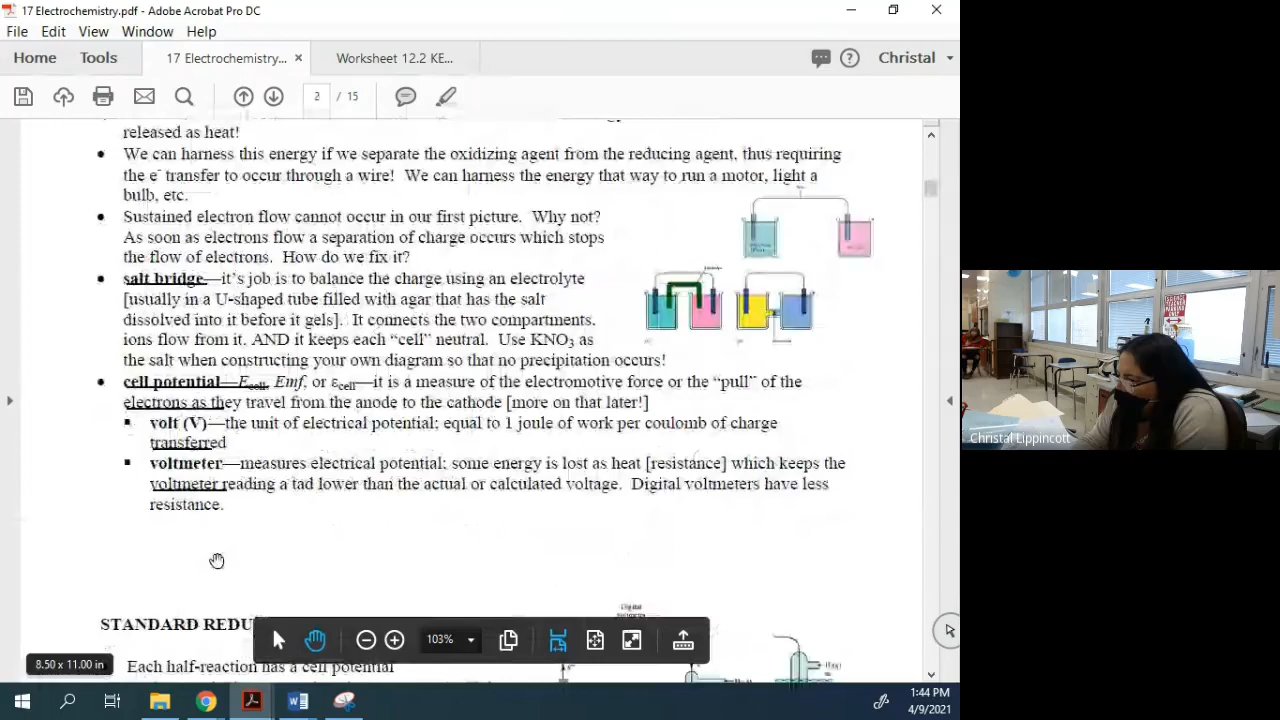 17 Electrochemistry.pdf - Adobe Acrobat Pro DC
File Edit View Window Help
Home Tools 17 Electrochemistry... × Worksheet 12.2 KE... Christal
2 / 15
released as heat!
• We can harness this energy if we separate the oxidizing agent from the reducing agent, thus requiring
the e⁻ transfer to occur through a wire! We can harness the energy that way to run a motor, light a
bulb, etc.
• Sustained electron flow cannot occur in our first picture. Why not?
As soon as electrons flow a separation of charge occurs which stops
the flow of electrons. How do we fix it?
• salt bridge—it's job is to balance the charge using an electrolyte
[usually in a U-shaped tube filled with agar that has the salt
dissolved into it before it gels]. It connects the two compartments.
ions flow from it. AND it keeps each "cell" neutral. Use KNO₃ as
the salt when constructing your own diagram so that no precipitation occurs!
• cell potential—E cell, Emf, or ε cell—it is a measure of the electromotive force or the "pull" of the
electrons as they travel from the anode to the cathode [more on that later!]
▪ volt (V)—the unit of electrical potential; equal to 1 joule of work per coulomb of charge
transferred
▪ voltmeter—measures electrical potential; some energy is lost as heat [resistance] which keeps the
voltmeter reading a tad lower than the actual or calculated voltage. Digital voltmeters have less
resistance.
STANDARD REDU
103%
8.50 x 11.00 in
Each half-reaction has a cell potential
Christal Lippincott
1:44 PM
4/9/2021